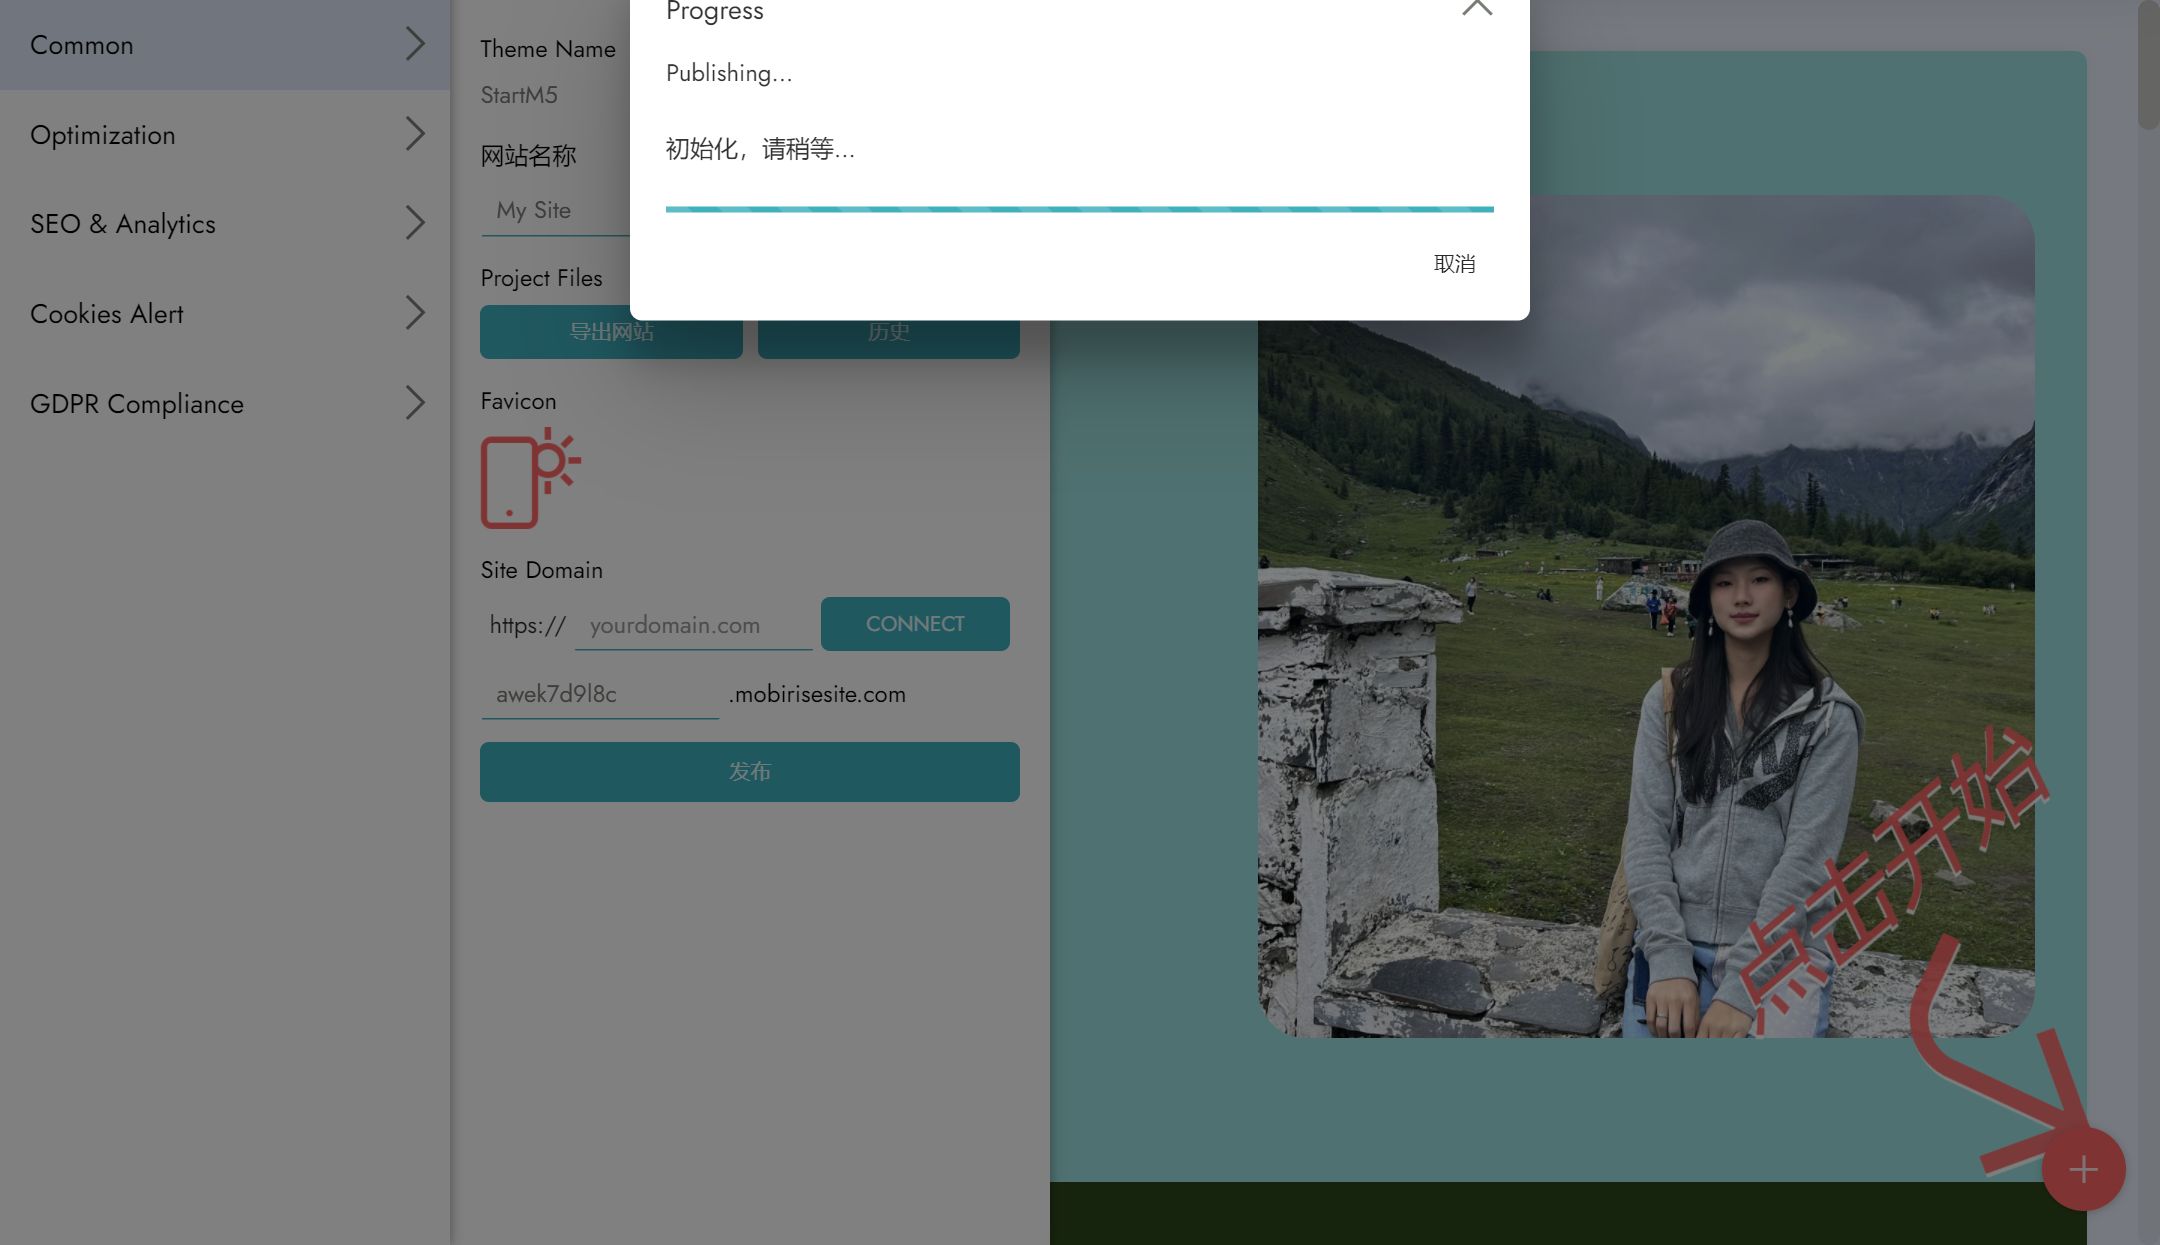 Common
Optimization
SEO & Analytics
Cookies Alert
GDPR Compliance
Theme Name
StartM5
网站名称
My Site
Project Files
导出网站
历史
Favicon
Site Domain
https://
yourdomain.com
CONNECT
awek7d9l8c
.mobirisesite.com
发布
Progress
Publishing...
初始化，请稍等...
取消
点击开始